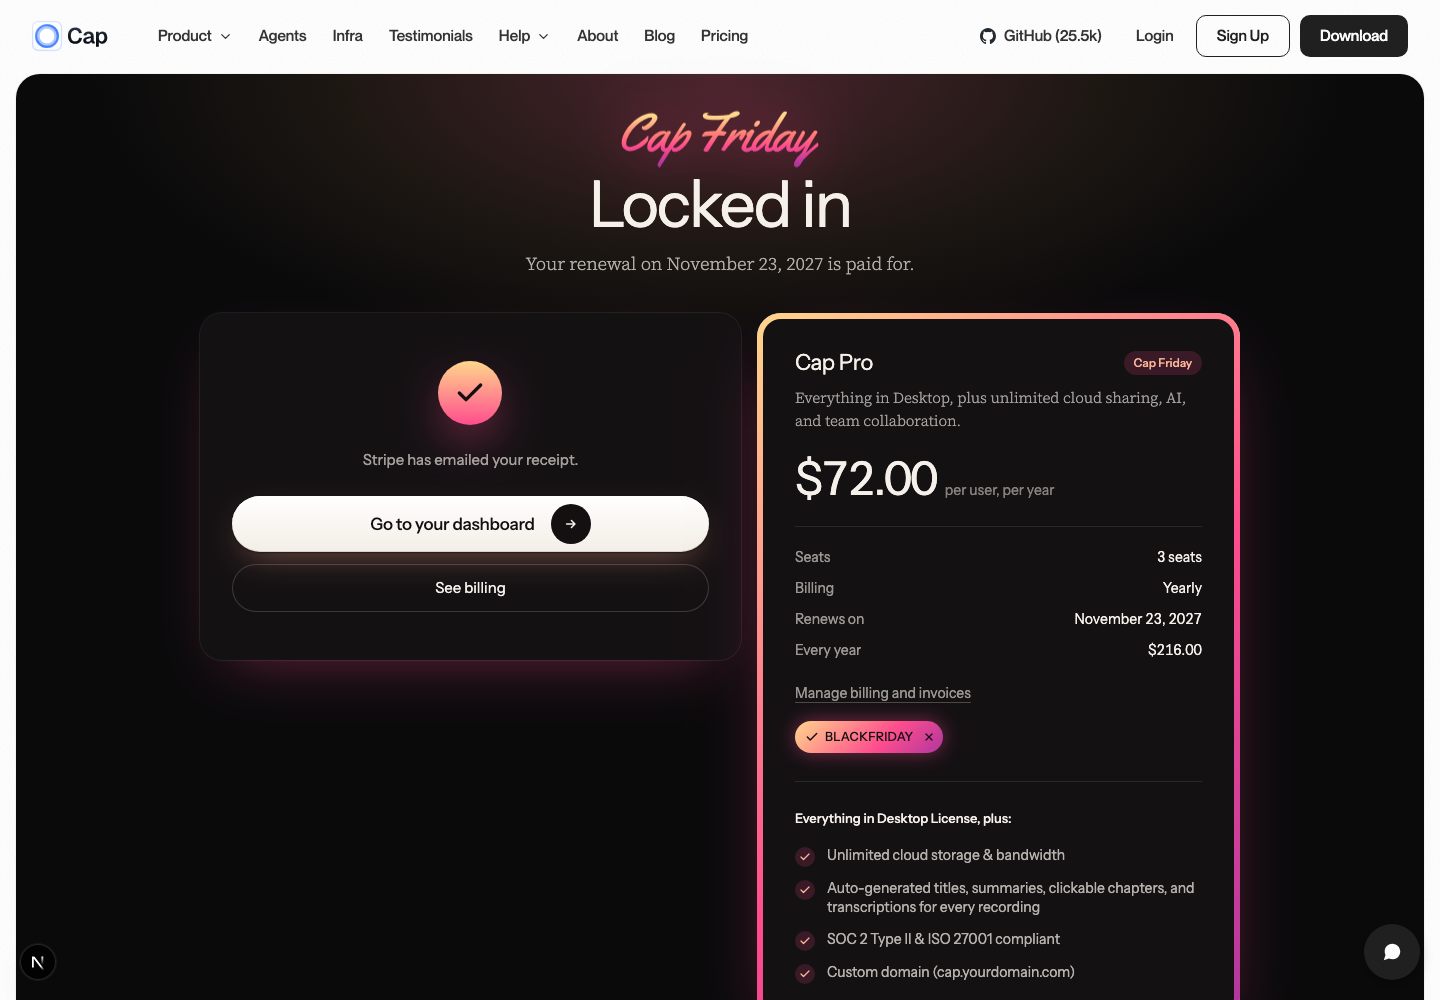 Cap
Product
Agents
Infra
Testimonials
Help
About
Blog
Pricing
GitHub (25.5k)
Login
Sign Up
Download
Cap Friday
Locked in
Your renewal on November 23, 2027 is paid for.
Stripe has emailed your receipt.
Go to your dashboard
See billing
Cap Pro
Cap Friday
Everything in Desktop, plus unlimited cloud sharing, AI,
and team collaboration.
$72.00 per user, per year
Seats 3 seats
Billing Yearly
Renews on November 23, 2027
Every year $216.00
Manage billing and invoices
BLACKFRIDAY
Everything in Desktop License, plus:
Unlimited cloud storage & bandwidth
Auto-generated titles, summaries, clickable chapters, and
transcriptions for every recording
SOC 2 Type II & ISO 27001 compliant
Custom domain (cap.yourdomain.com)
N